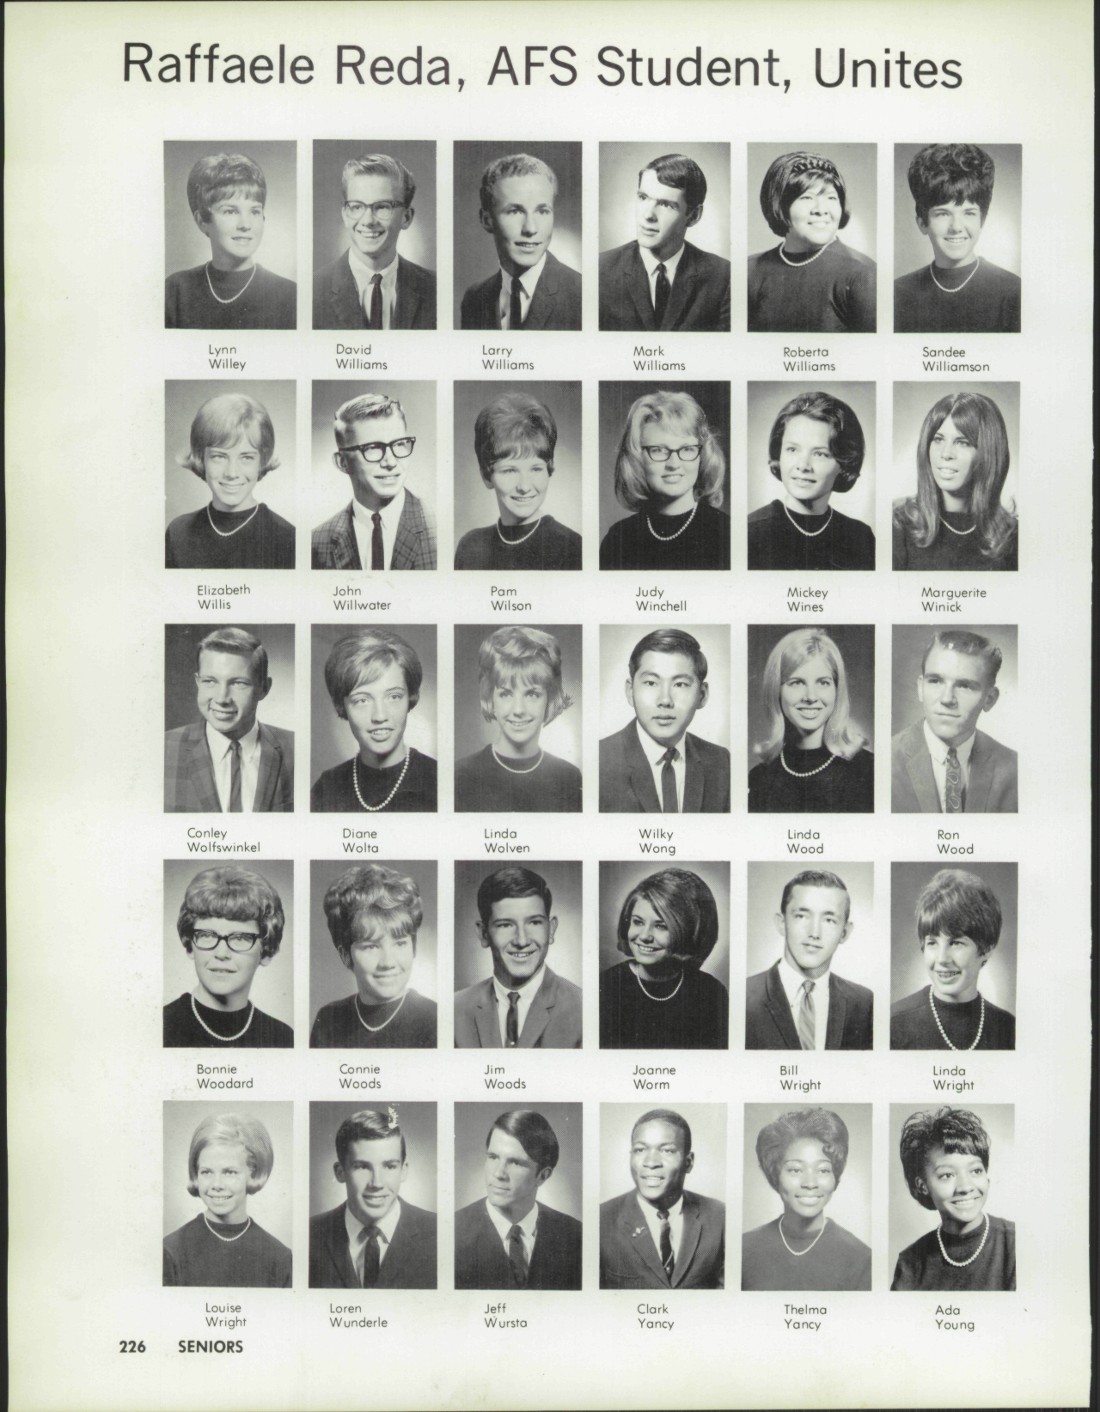 Raffaele Reda, AFS Student, Unites
Lynn
Willey
David
Williams
Larry
Williams
Mark
Williams
Roberta
Williams
Sandee
Williamson
Elizabeth
Willis
John
Willwater
Pam
Wilson
Judy
Winchell
Mickey
Wines
Marguerite
Winick
Conley
Wolfswinkel
Diane
Wolta
Linda
Wolven
Wilky
Wong
Linda
Wood
Ron
Wood
Bonnie
Woodard
Connie
Woods
Jim
Woods
Joanne
Worm
Bill
Wright
Linda
Wright
Louise
Wright
Loren
Wunderle
Jeff
Wursta
Clark
Yancy
Thelma
Yancy
Ada
Young
226 SENIORS